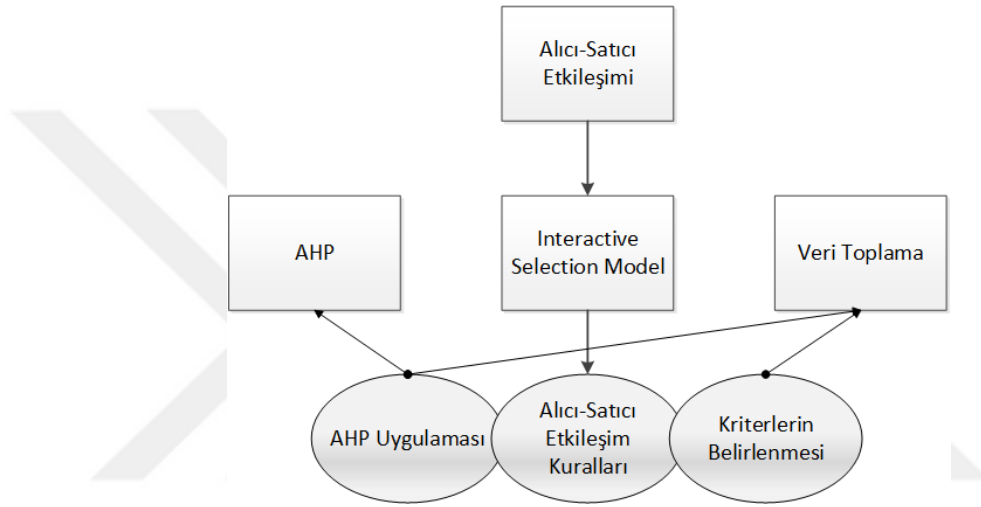 Alıcı-Satıcı
Etkileşimi
AHP
Interactive
Selection Model
Veri Toplama
AHP Uygulaması
Alıcı-Satıcı
Etkileşim
Kuralları
Kriterlerin
Belirlenmesi